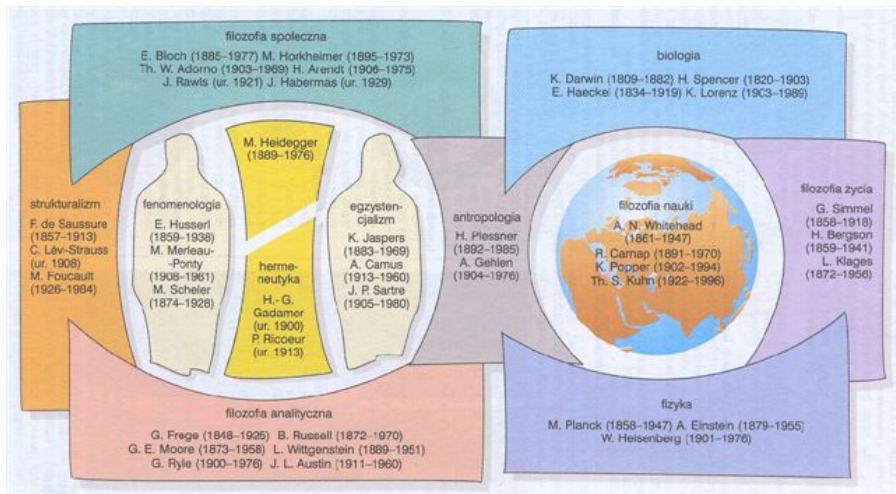 filozofia społeczna
E. Bloch (1885–1977) M. Horkheimer (1895–1973)
Th. W. Adorno (1903–1969) H. Arendt (1906–1975)
J. Rawls (ur. 1921) J. Habermas (ur. 1929)
biologia
K. Darwin (1809–1882) H. Spencer (1820–1903)
E. Haeckel (1834–1919) K. Lorenz (1903–1989)
strukturalizm
F. de Saussure
(1857–1913)
C. Lév-Strauss
(ur. 1908)
M. Foucault
(1926–1984)
fenomenologia
E. Husserl
(1859–1938)
M. Merleau-
Ponty
(1908–1961)
M. Scheler
(1874–1928)
M. Heidegger
(1889–1976)
herme-
neutyka
H.- G.
Gadamer
(ur. 1900)
P. Ricoeur
(ur. 1913)
egzysten-
cjalizm
K. Jaspers
(1883–1969)
A. Camus
(1913–1960)
J. P. Sartre
(1905–1980)
antropologia
H. Plessner
(1892–1985)
A. Gehlen
(1904–1976)
filozofia nauki
A. N. Whitehead
(1861–1947)
R. Carnap (1891–1970)
K. Popper (1902–1994)
Th. S. Kuhn (1922–1996)
filozofia życia
G. Simmel
(1858–1918)
H. Bergson
(1859–1941)
L. Klages
(1872–1956)
filozofa analityczna
G. Frege (1848–1925) B. Russell (1872–1970)
G. E. Moore (1873–1958) L. Wittgenstein (1889–1951)
G. Ryle (1900–1976) J. L. Austin (1911–1960)
fizyka
M. Planck (1858–1947) A. Einstein (1879–1955)
W. Heisenberg (1901–1976)